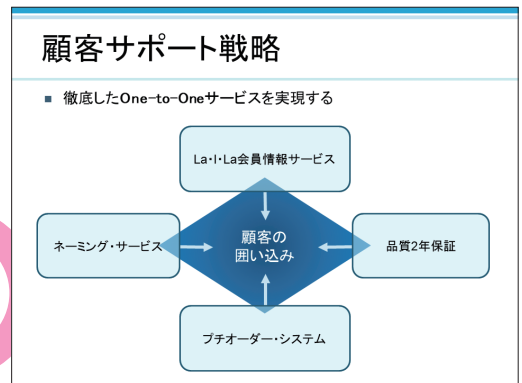 顧客サポート戦略
■ 徹底したOne-to-Oneサービスを実現する
La・I・La会員情報サービス
ネーミング・サービス
顧客の
囲い込み
品質2年保証
プチオーダー・システム